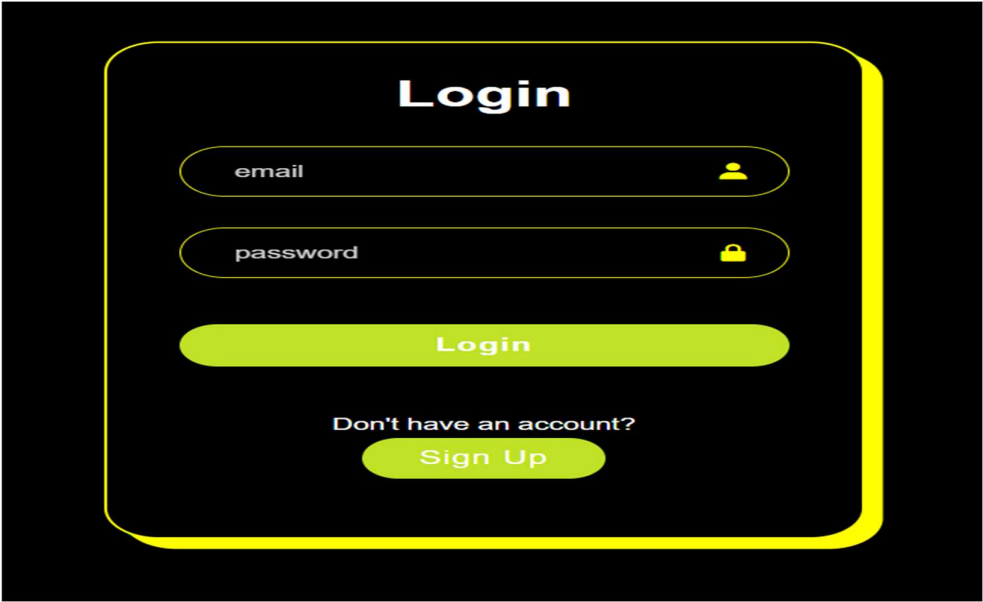 Login
email
password
Login
Don't have an account?
Sign Up